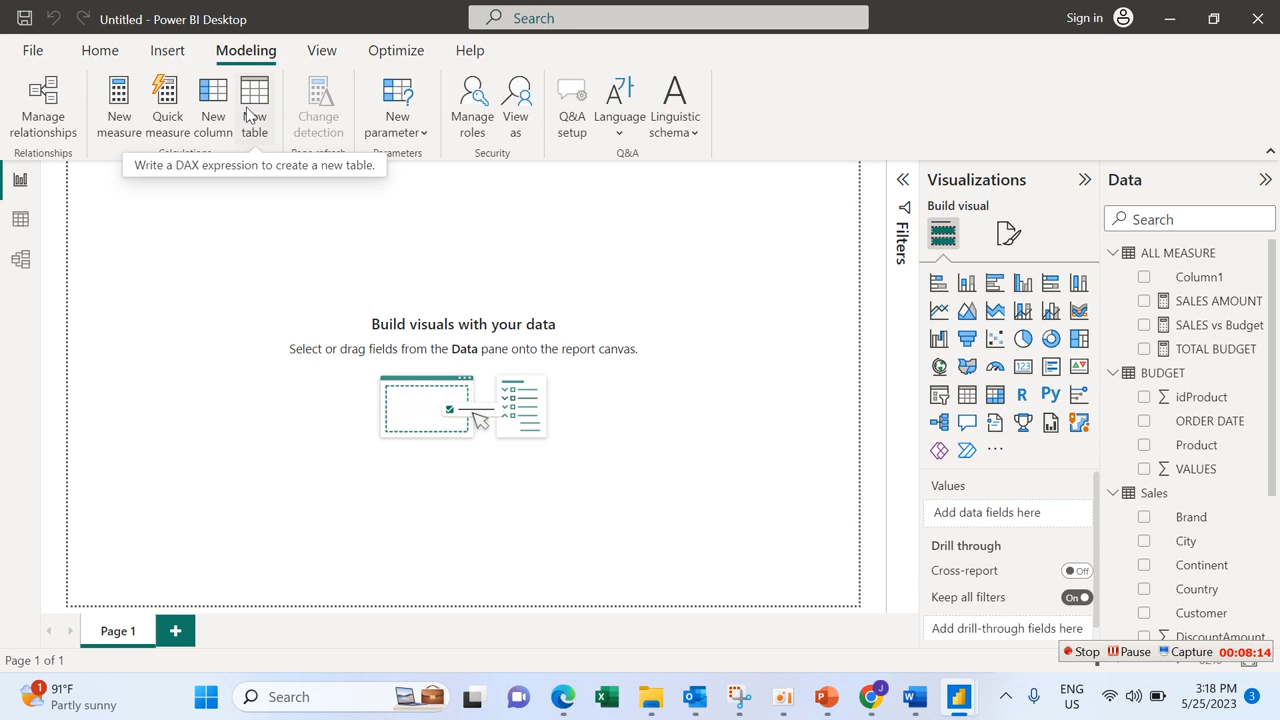 Untitled - Power BI Desktop
Search
Sign in
File
Home
Insert
Modeling
View
Optimize
Help
Manage
relationships
New
measure
Quick
measure
New
column
table
Change
detection
New
parameter
Manage
roles
View
as
Q&A
setup
Language
Linguistic
schema
Relationships
Parameters
Security
Q&A
Write a DAX expression to create a new table.
Build visuals with your data
Select or drag fields from the Data pane onto the report canvas.
Filters
Visualizations
Build visual
123
R
Py
Values
Add data fields here
Drill through
Cross-report
Off
Keep all filters
On
Add drill-through fields here
Data
Search
ALL MEASURE
Column1
SALES AMOUNT
SALES vs Budget
TOTAL BUDGET
BUDGET
idProduct
ORDER DATE
Product
VALUES
Sales
Brand
City
Continent
Country
Customer
DiscountAmount
Page 1
Page 1 of 1
Stop
Pause
Capture
00:08:14
1
91°F
Partly sunny
Search
ENG
US
3:18 PM
5/25/2023
3